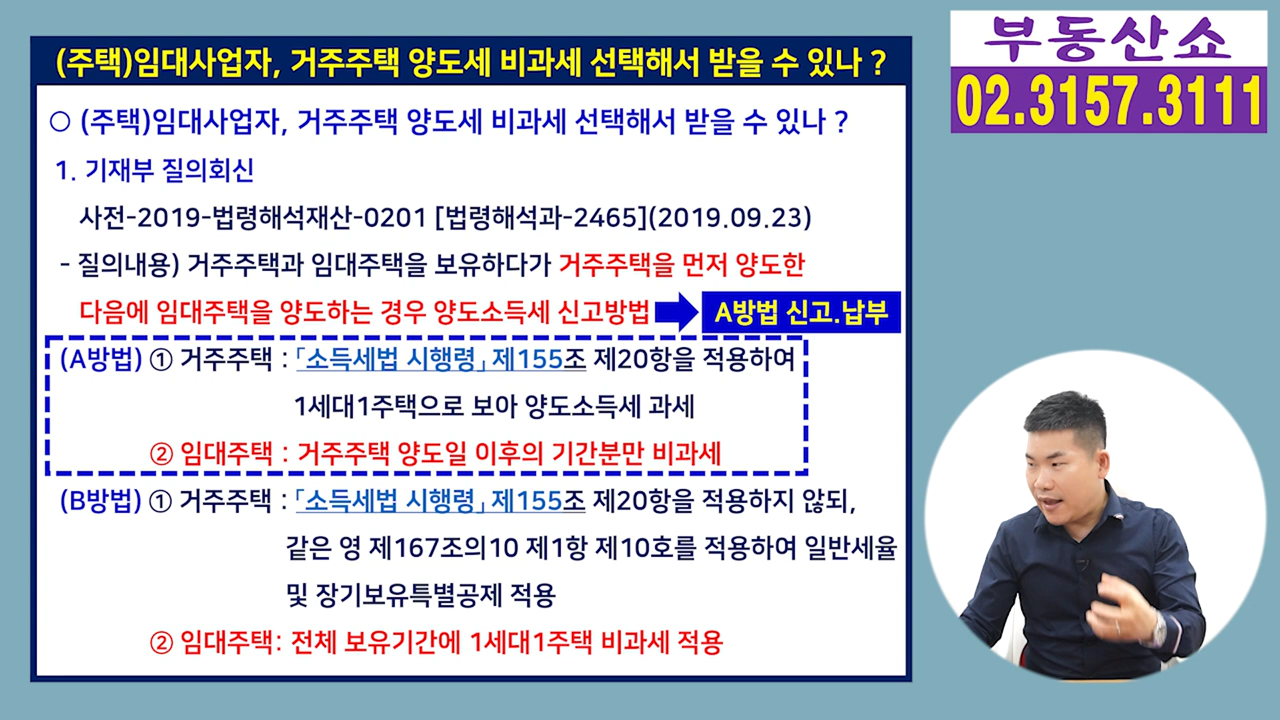 (주택)임대사업자, 거주주택 양도세 비과세 선택해서 받을 수 있나 ?
부동산쇼
02.3157.3111
○ (주택)임대사업자, 거주주택 양도세 비과세 선택해서 받을 수 있나 ?
1. 기재부 질의회신
사전-2019-법령해석재산-0201 [법령해석과-2465](2019.09.23)
- 질의내용) 거주주택과 임대주택을 보유하다가 거주주택을 먼저 양도한
다음에 임대주택을 양도하는 경우 양도소득세 신고방법 A방법 신고.납부
(A방법) ① 거주주택 : 「소득세법 시행령」 제155조 제20항을 적용하여
1세대1주택으로 보아 양도소득세 과세
② 임대주택 : 거주주택 양도일 이후의 기간분만 비과세
(B방법) ① 거주주택 : 「소득세법 시행령」 제155조 제20항을 적용하지 않되,
같은 영 제167조의10 제1항 제10호를 적용하여 일반세율
및 장기보유특별공제 적용
② 임대주택: 전체 보유기간에 1세대1주택 비과세 적용